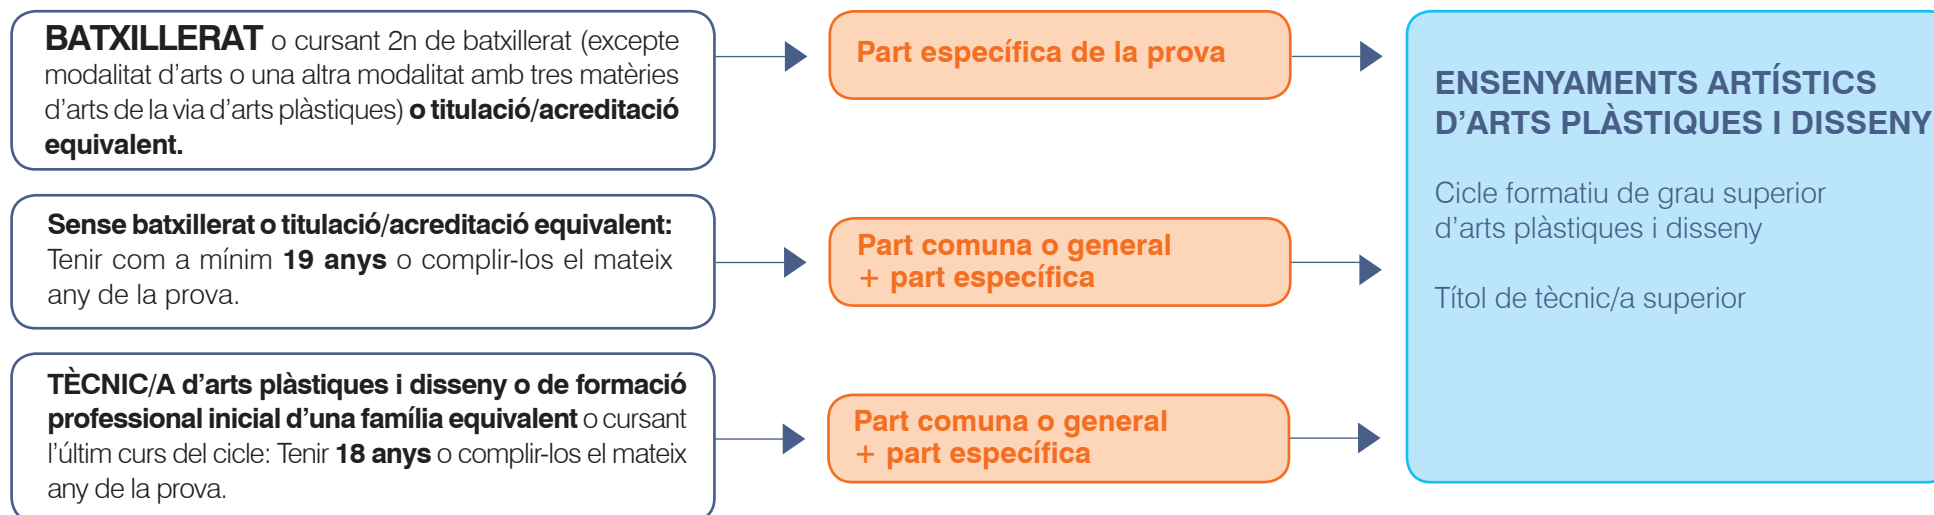 BATXILLERAT o cursant 2n de batxillerat (excepte
modalitat d’arts o una altra modalitat amb tres matèries
d’arts de la via d’arts plàstiques) o titulació/acreditació
equivalent.
Part específica de la prova
Sense batxillerat o titulació/acreditació equivalent:
Tenir com a mínim 19 anys o complir-los el mateix
any de la prova.
Part comuna o general
+ part específica
TÈCNIC/A d’arts plàstiques i disseny o de formació
professional inicial d’una família equivalent o cursant
l’últim curs del cicle: Tenir 18 anys o complir-los el mateix
any de la prova.
Part comuna o general
+ part específica
ENSENYAMENTS ARTÍSTICS
D’ARTS PLÀSTIQUES I DISSENY
Cicle formatiu de grau superior
d’arts plàstiques i disseny
Títol de tècnic/a superior